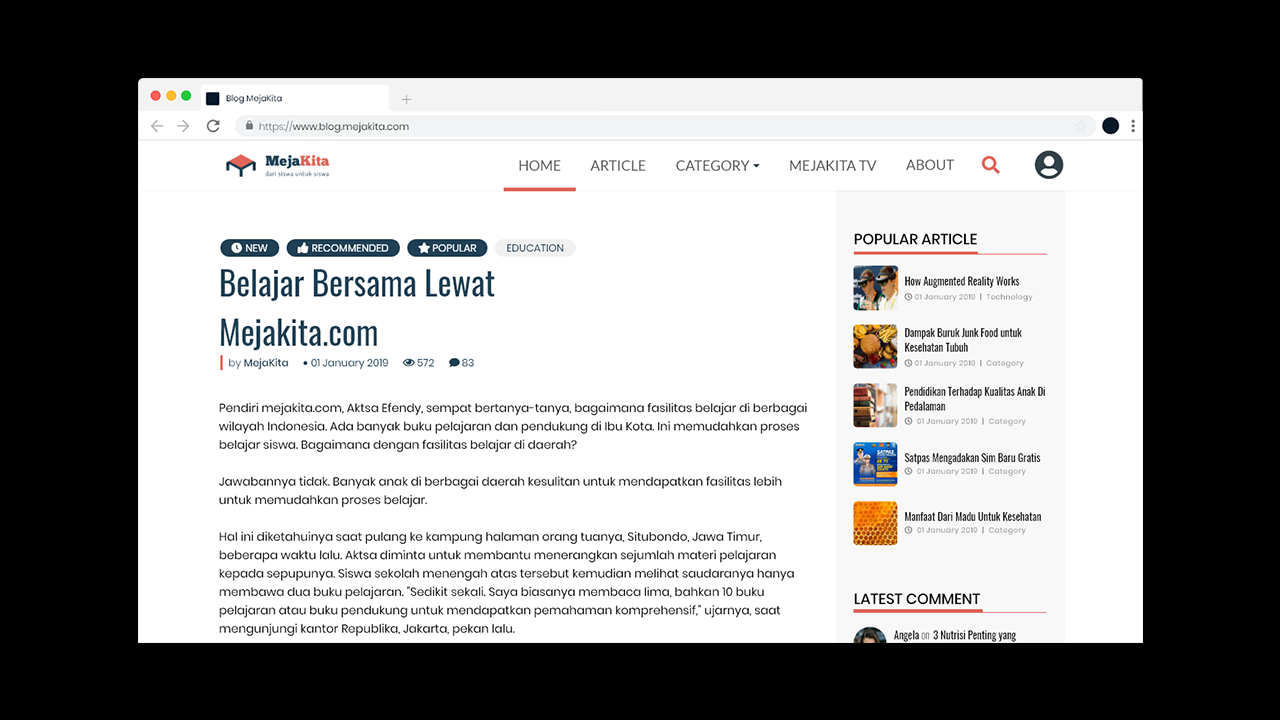 Blog MejaKita
https://www.blog.mejakita.com
MejaKita
dari siswa untuk siswa
HOME
ARTICLE
CATEGORY
MEJAKITA TV
ABOUT
NEW
RECOMMENDED
POPULAR
EDUCATION
Belajar Bersama Lewat
Mejakita.com
by MejaKita • 01 January 2019 572 83
Pendiri mejakita.com, Aktsa Efendy, sempat bertanya-tanya, bagaimana fasilitas belajar di berbagai
wilayah Indonesia. Ada banyak buku pelajaran dan pendukung di Ibu Kota. Ini memudahkan proses
belajar siswa. Bagaimana dengan fasilitas belajar di daerah?
Jawabannya tidak. Banyak anak di berbagai daerah kesulitan untuk mendapatkan fasilitas lebih
untuk memudahkan proses belajar.
Hal ini diketahuinya saat pulang ke kampung halaman orang tuanya, Situbondo, Jawa Timur,
beberapa waktu lalu. Aktsa diminta untuk membantu menerangkan sejumlah materi pelajaran
kepada sepupunya. Siswa sekolah menengah atas tersebut kemudian melihat saudaranya hanya
membawa dua buku pelajaran. "Sedikit sekali. Saya biasanya membaca lima, bahkan 10 buku
pelajaran atau buku pendukung untuk mendapatkan pemahaman komprehensif," ujarnya, saat
mengunjungi kantor Republika, Jakarta, pekan lalu.
POPULAR ARTICLE
How Augmented Reality Works
01 January 2019 | Technology
Dampak Buruk Junk Food untuk
Kesehatan Tubuh
01 January 2019 | Category
Pendidikan Terhadap Kualitas Anak Di
Pedalaman
01 January 2019 | Category
SATPAS
Satpas Mengadakan Sim Baru Gratis
01 January 2019 | Category
Manfaat Dari Madu Untuk Kesehatan
01 January 2019 | Category
LATEST COMMENT
Angela on 3 Nutrisi Penting yang